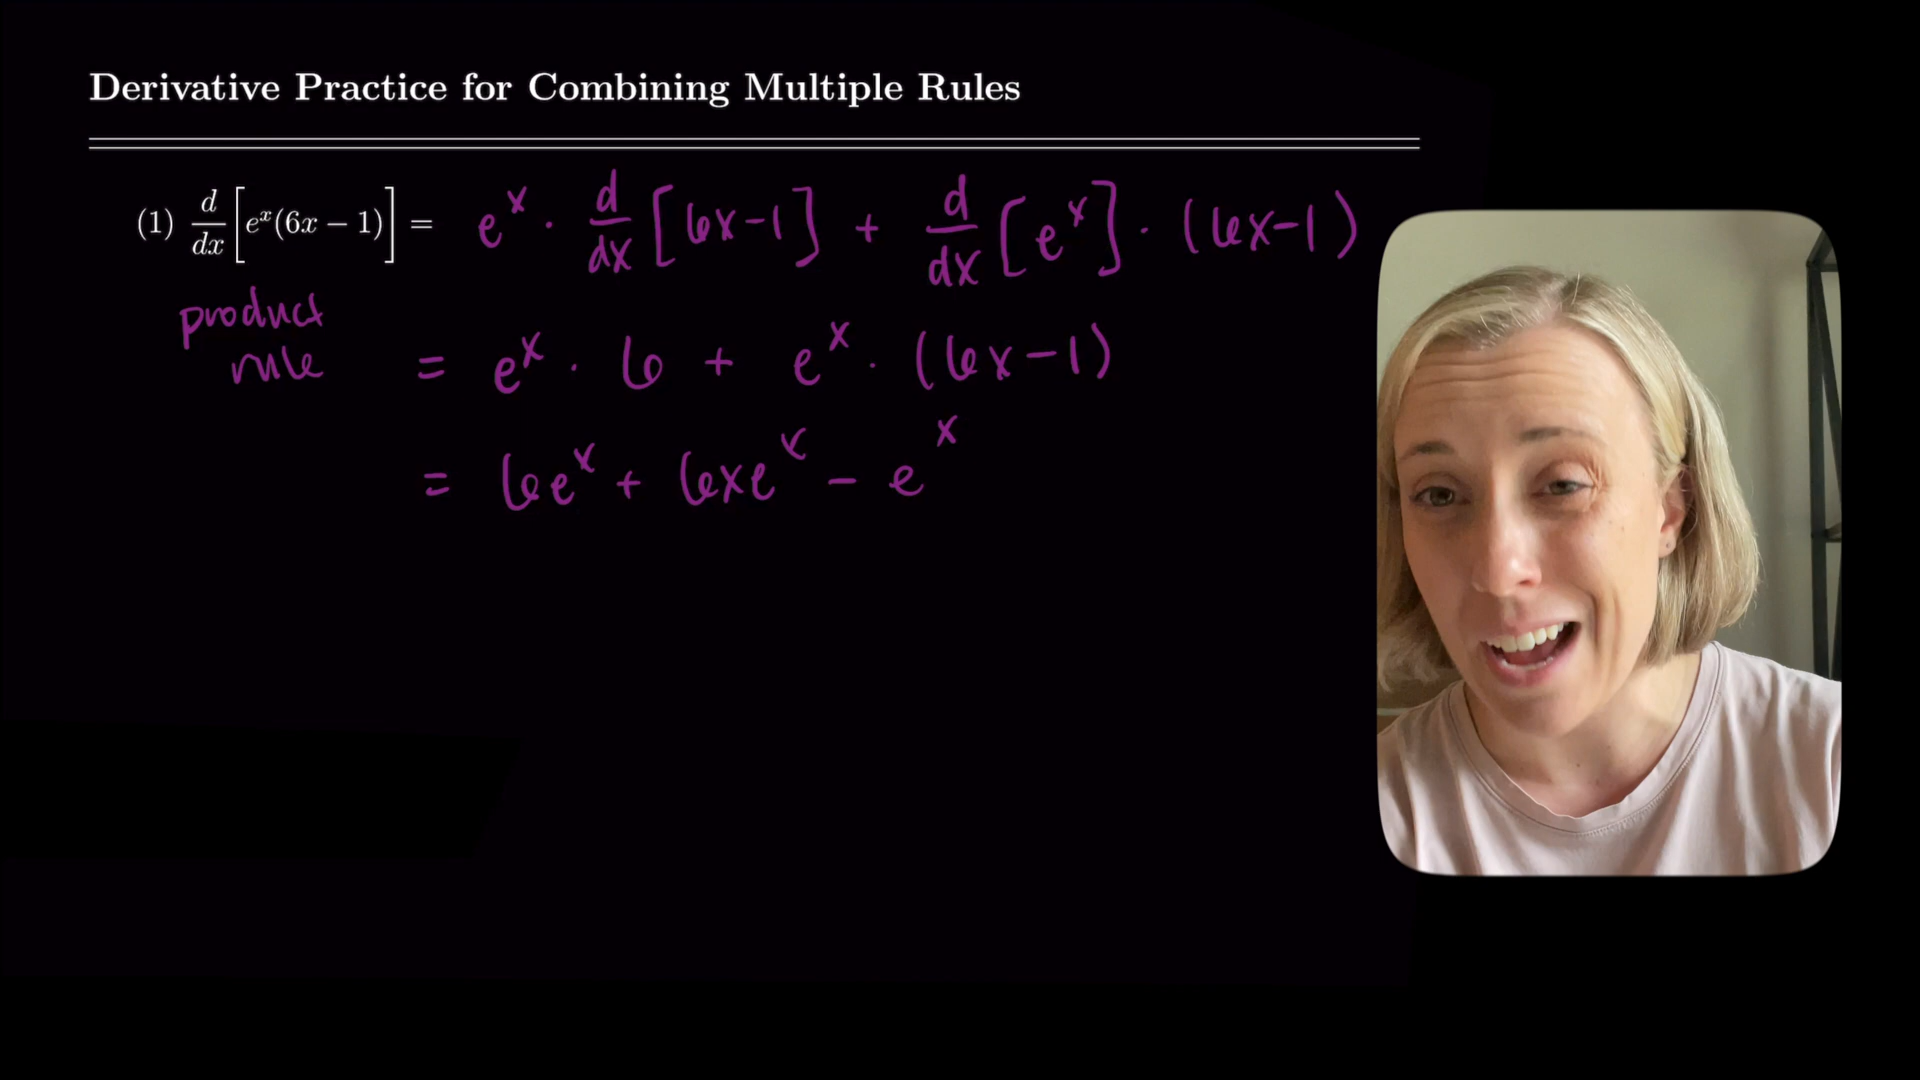 Derivative Practice for Combining Multiple Rules
(1) d/dx [e^x(6x − 1)] = e^x · d/dx [6x−1] + d/dx [e^x] · (6x−1)
product
rule
= e^x · 6 + e^x · (6x−1)
= 6e^x + 6xe^x − e^x